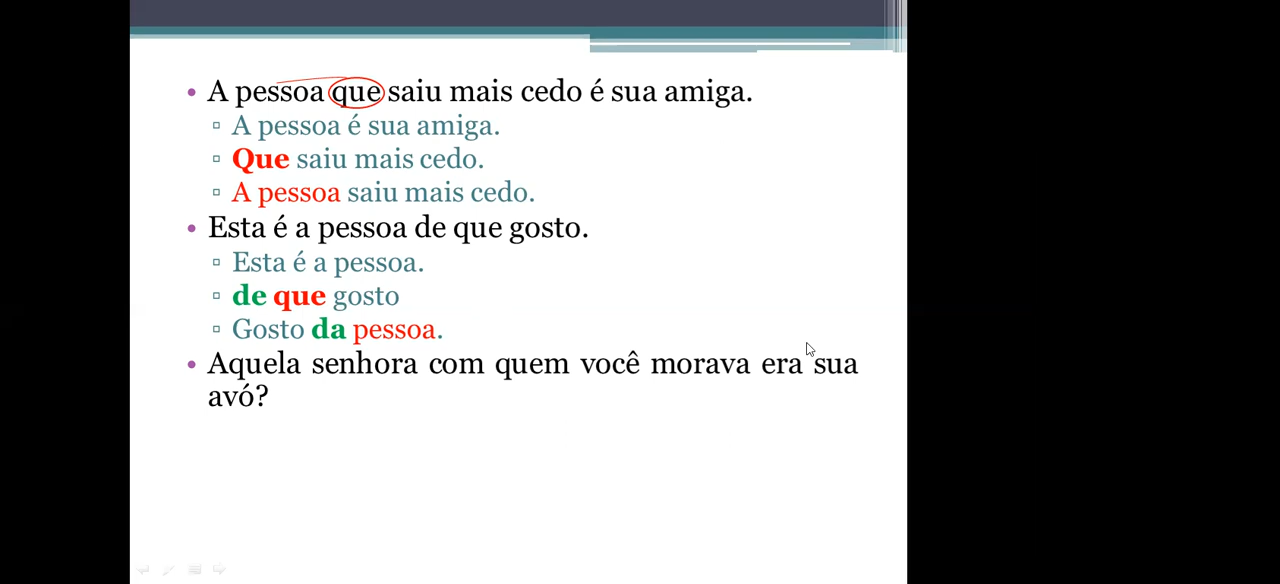 A pessoa que saiu mais cedo é sua amiga.
A pessoa é sua amiga.
Que saiu mais cedo.
A pessoa saiu mais cedo.
Esta é a pessoa de que gosto.
Esta é a pessoa.
de que gosto
Gosto da pessoa.
Aquela senhora com quem você morava era sua
avó?